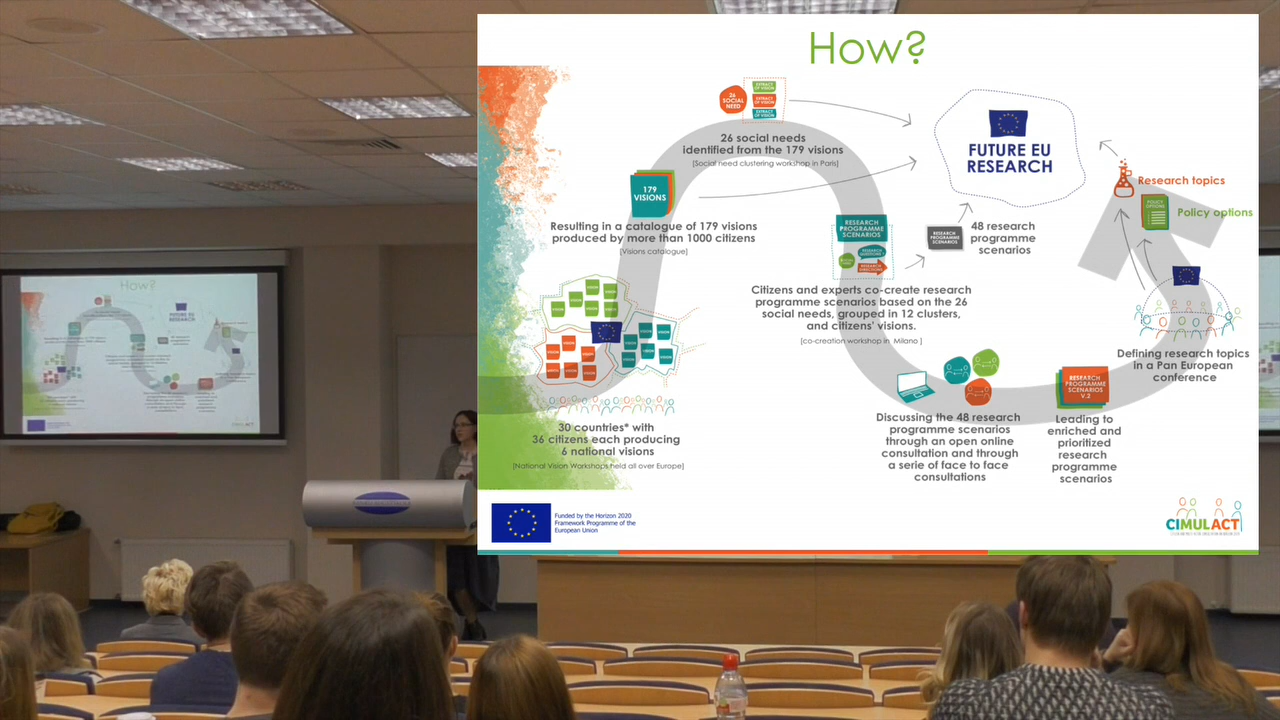 How?
26
SOCIAL
NEED
EXTRACT
OF VISION
EXTRACT
OF VISION
EXTRACT
OF VISION
26 social needs
identified from the 179 visions
[Social need clustering workshop in Paris]
179
VISIONS
Resulting in a catalogue of 179 visions
produced by more than 1000 citizens
[Visions catalogue]
30 countries* with
36 citizens each producing
6 national visions
[National Vision Workshops held all over Europe]
FUTURE EU
RESEARCH
RESEARCH
PROGRAMME
SCENARIOS
RESEARCH
DIRECTIONS
Citizens and experts co-create research
programme scenarios based on the 26
social needs, grouped in 12 clusters,
and citizens' visions.
[co-creation workshop in Milano ]
RESEARCH
PROGRAMME
SCENARIOS
48 research
programme
scenarios
Discussing the 48 research
programme scenarios
through an open online
consultation and through
a serie of face to face
consultations
RESEARCH
PROGRAMME
SCENARIOS
V.2
Leading to
enriched and
prioritized
research
programme
scenarios
Research topics
POLICY
OPTIONS
Policy options
Defining research topics
in a Pan European
conference
Funded by the Horizon 2020
Framework Programme of the
European Union
CIMULACT
How?
FUTURE EU
RESEARCH